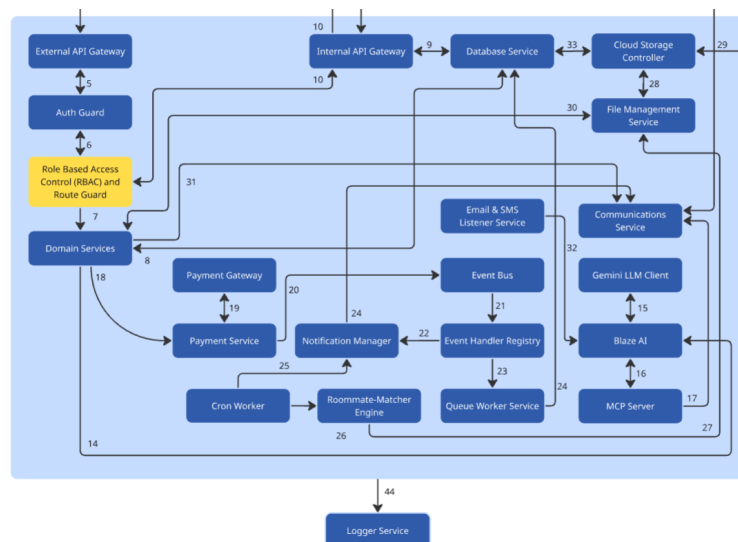 10
External API Gateway
Internal API Gateway
9
Database Service
33
Cloud Storage
Controller
29
5
10
28
Auth Guard
30
File Management
Service
6
Role Based Access
Control (RBAC) and
Route Guard
31
7
Email & SMS
Listener Service
Communications
Service
Domain Services
8
32
18
Payment Gateway
20
Event Bus
Gemini LLM Client
19
24
21
15
Payment Service
Notification Manager
22
Event Handler Registry
Blaze AI
25
23
24
16
Cron Worker
Roommate-Matcher
Engine
Queue Worker Service
MCP Server
17
14
26
27
44
Logger Service